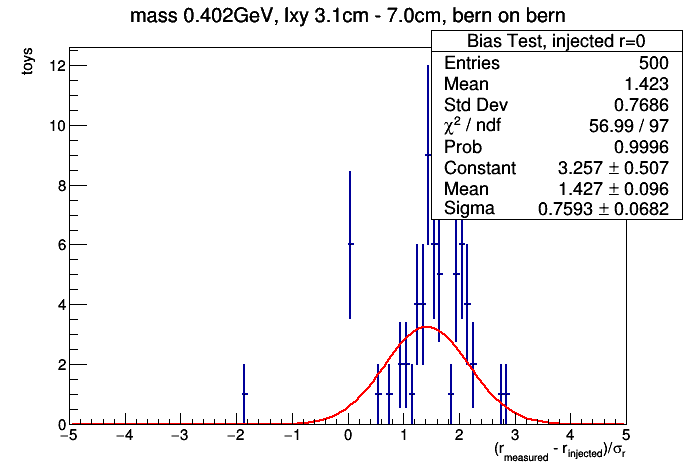 mass 0.402GeV, lxy 3.1cm - 7.0cm, bern on bern
toys
Bias Test, injected r=0
Entries 500
Mean 1.423
Std Dev 0.7686
χ² / ndf 56.99 / 97
Prob 0.9996
Constant 3.257 ± 0.507
Mean 1.427 ± 0.096
Sigma 0.7593 ± 0.0682
12
10
8
6
4
2
0
−5 −4 −3 −2 −1 0 1 2 3 4 5
(r_measured - r_injected)/σ_r